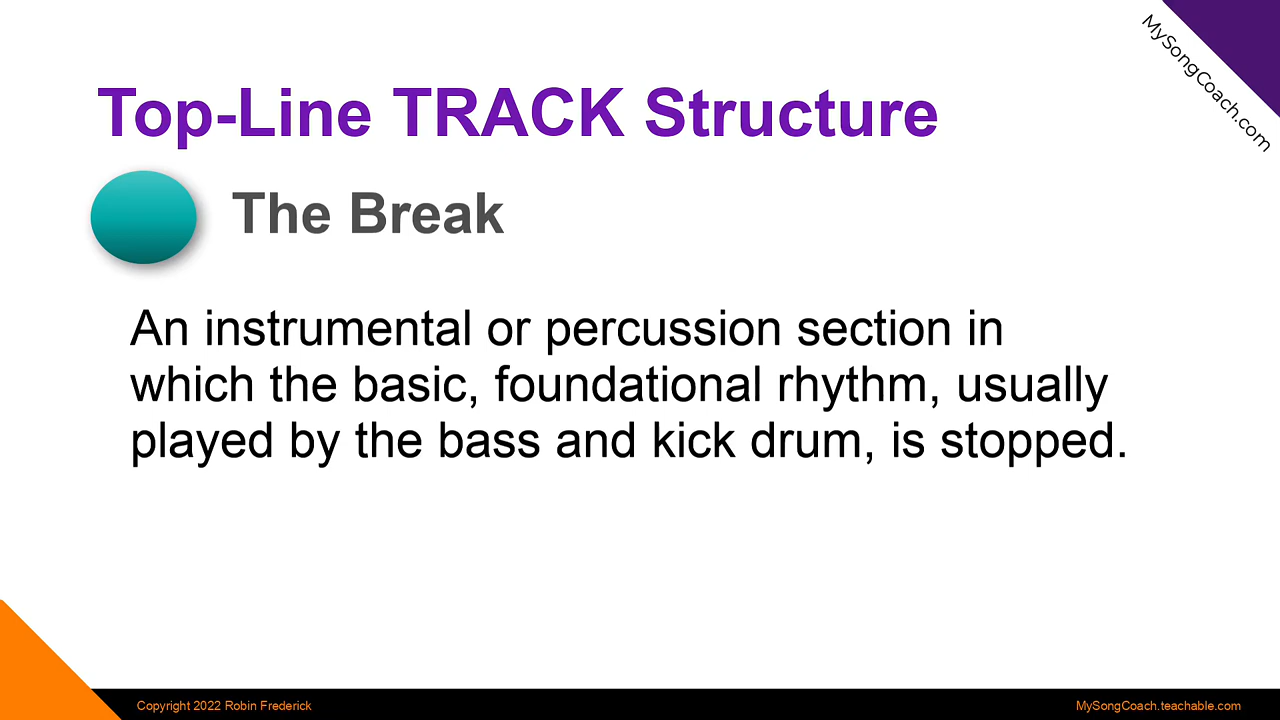 MySongCoach.com
Top-Line TRACK Structure
The Break
An instrumental or percussion section in
which the basic, foundational rhythm, usually
played by the bass and kick drum, is stopped.
Copyright 2022 Robin Frederick
MySongCoach.teachable.com